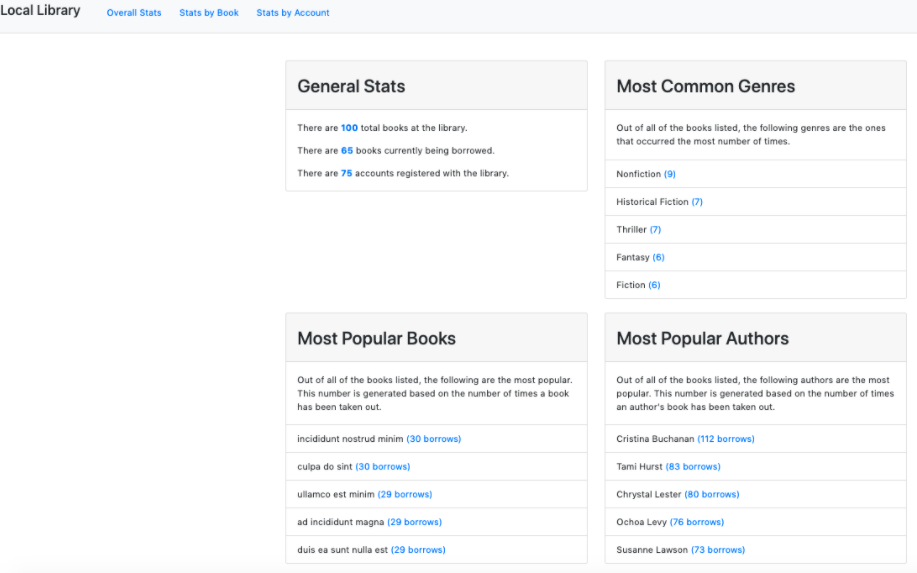 Local Library
Overall Stats
Stats by Book
Stats by Account
General Stats
There are 100 total books at the library.
There are 65 books currently being borrowed.
There are 75 accounts registered with the library.
Most Common Genres
Out of all of the books listed, the following genres are the ones
that occurred the most number of times.
Nonfiction (9)
Historical Fiction (7)
Thriller (7)
Fantasy (6)
Fiction (6)
Most Popular Books
Out of all of the books listed, the following are the most popular.
This number is generated based on the number of times a book
has been taken out.
incididunt nostrud minim (30 borrows)
culpa do sint (30 borrows)
ullamco est minim (29 borrows)
ad incididunt magna (29 borrows)
duis ea sunt nulla est (29 borrows)
Most Popular Authors
Out of all of the books listed, the following authors are the most
popular. This number is generated based on the number of times
an author's book has been taken out.
Cristina Buchanan (112 borrows)
Tami Hurst (83 borrows)
Chrystal Lester (80 borrows)
Ochoa Levy (76 borrows)
Susanne Lawson (73 borrows)